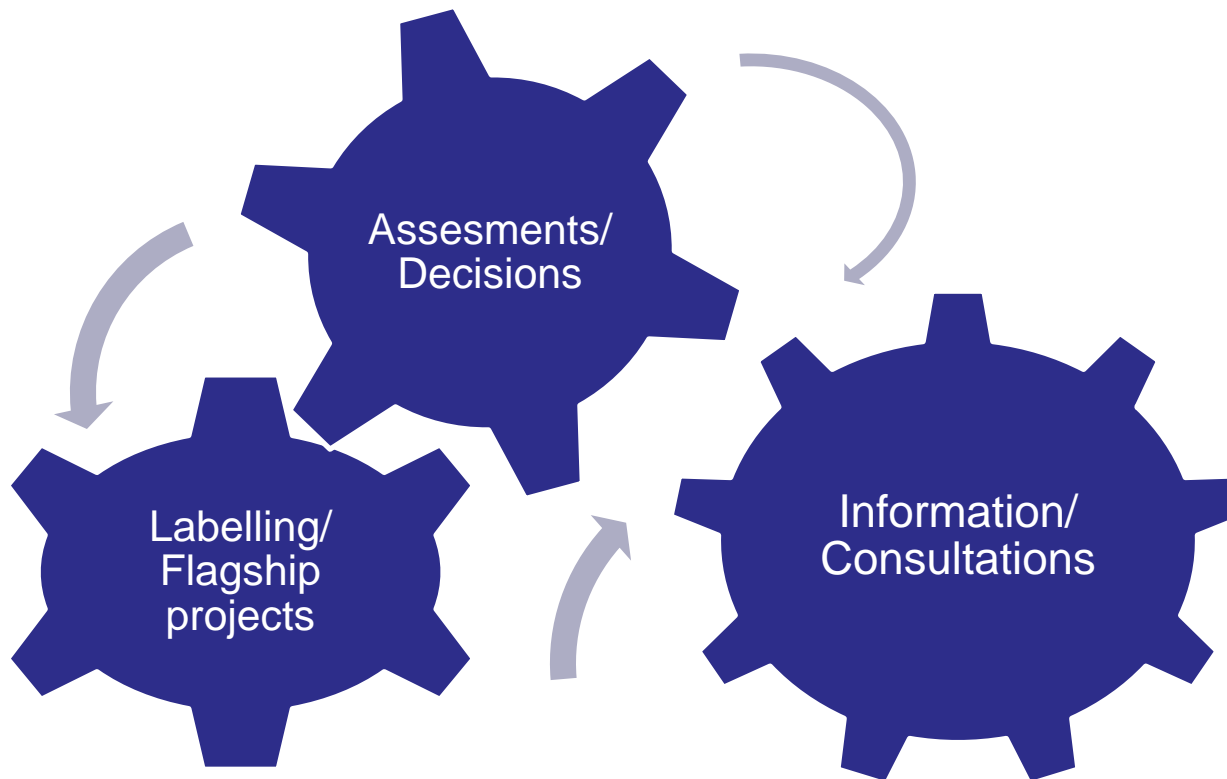 Assesments/
Decisions
Labelling/
Flagship
projects
Information/
Consultations